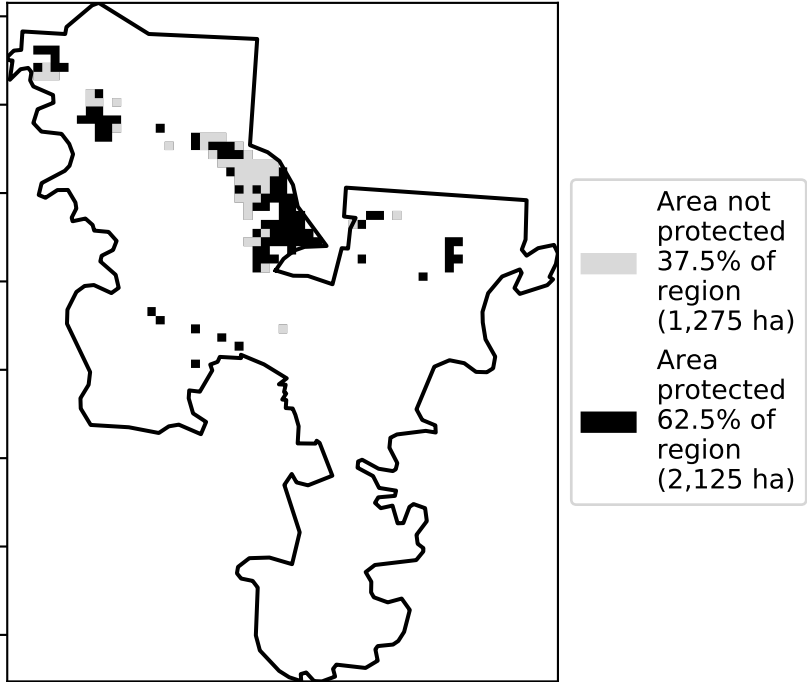 Area not
protected
37.5% of
region
(1,275 ha)
Area
protected
62.5% of
region
(2,125 ha)